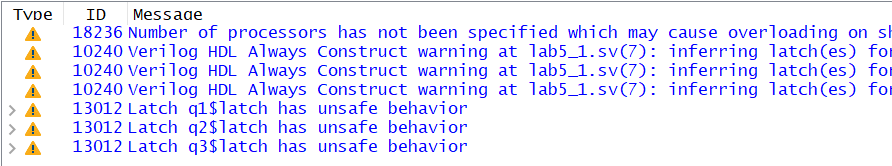 Type ID Message
18236 Number of processors has not been specified which may cause overloading on sh
10240 Verilog HDL Always Construct warning at lab5_1.sv(7): inferring latch(es) for
10240 Verilog HDL Always Construct warning at lab5_1.sv(7): inferring latch(es) for
10240 Verilog HDL Always Construct warning at lab5_1.sv(7): inferring latch(es) for
13012 Latch q1$latch has unsafe behavior
13012 Latch q2$latch has unsafe behavior
13012 Latch q3$latch has unsafe behavior